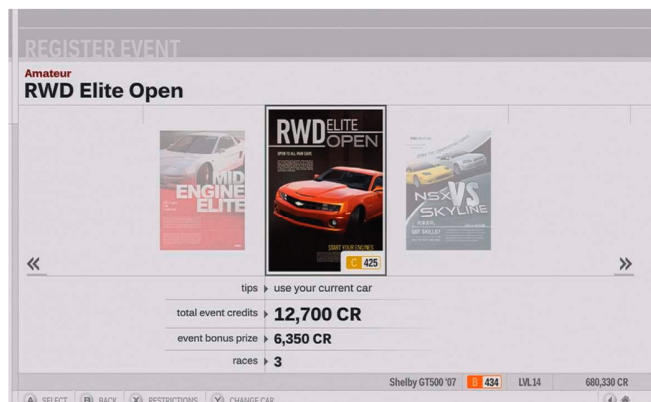 REGISTER EVENT
Amateur
RWD Elite Open
MID
ENGINE
ELITE
RWD ELITE
OPEN
OPEN TO ALL RWD CARS
START YOUR ENGINES
C 425
NSX VS
SKYLINE
GOT SKILLS?
«
»
tips use your current car
total event credits 12,700 CR
event bonus prize 6,350 CR
races 3
Shelby GT500 '07 B 434 LVL 14 680,330 CR
A SELECT B BACK X RESTRICTIONS Y CHANGE CAR